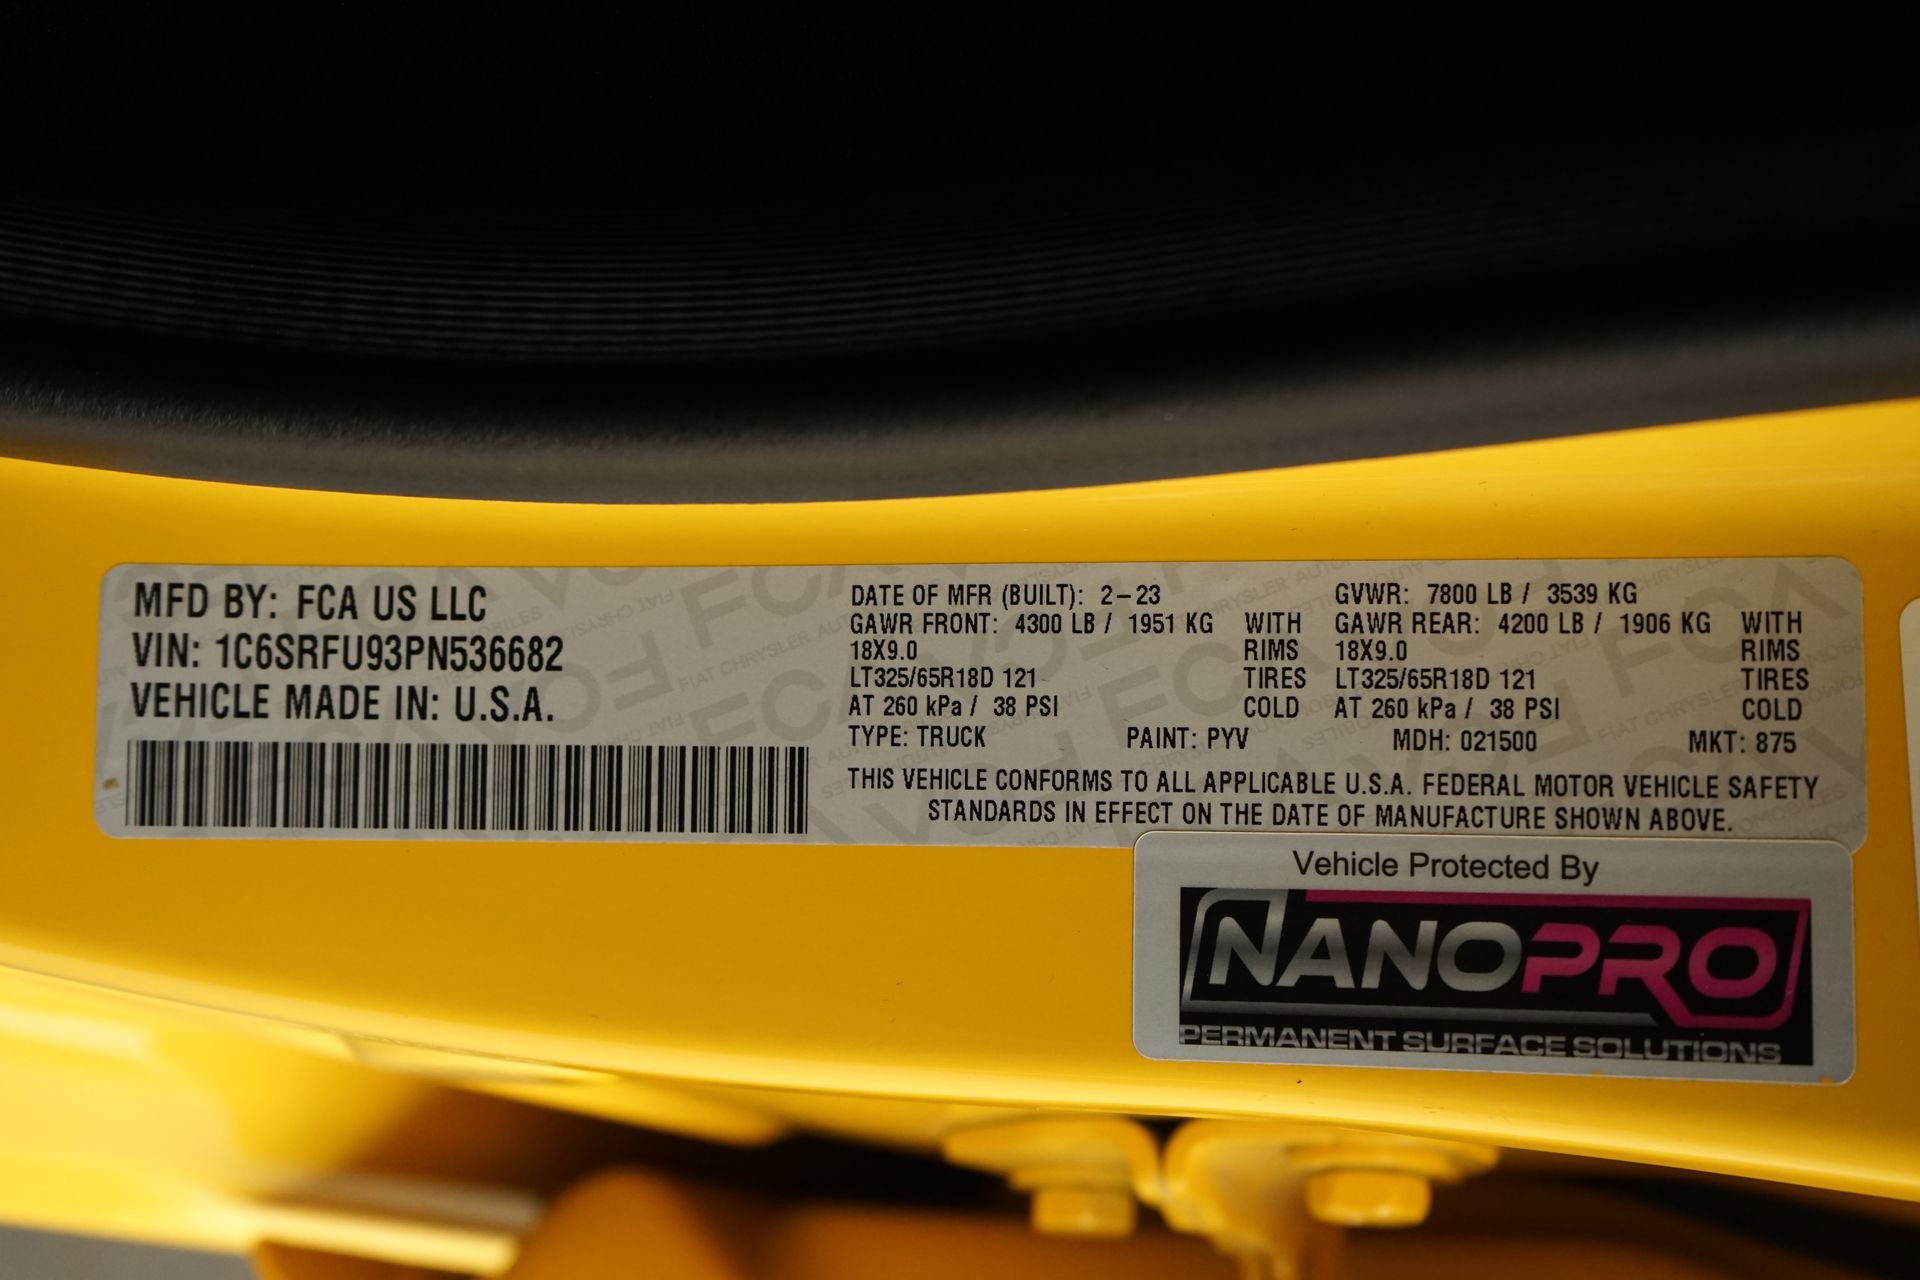 MFD BY: FCA US LLC
VIN: 1C6SRFU93PN536682
VEHICLE MADE IN: U.S.A.
DATE OF MFR (BUILT): 2-23 GVWR: 7800 LB / 3539 KG
GAWR FRONT: 4300 LB / 1951 KG WITH GAWR REAR: 4200 LB / 1906 KG WITH
18X9.0 RIMS 18X9.0 RIMS
LT325/65R18D 121 TIRES LT325/65R18D 121 TIRES
AT 260 kPa / 38 PSI COLD AT 260 kPa / 38 PSI COLD
TYPE: TRUCK PAINT: PYV MDH: 021500 MKT: 875
THIS VEHICLE CONFORMS TO ALL APPLICABLE U.S.A. FEDERAL MOTOR VEHICLE SAFETY
STANDARDS IN EFFECT ON THE DATE OF MANUFACTURE SHOWN ABOVE.
Vehicle Protected By
NANOPRO
PERMANENT SURFACE SOLUTIONS